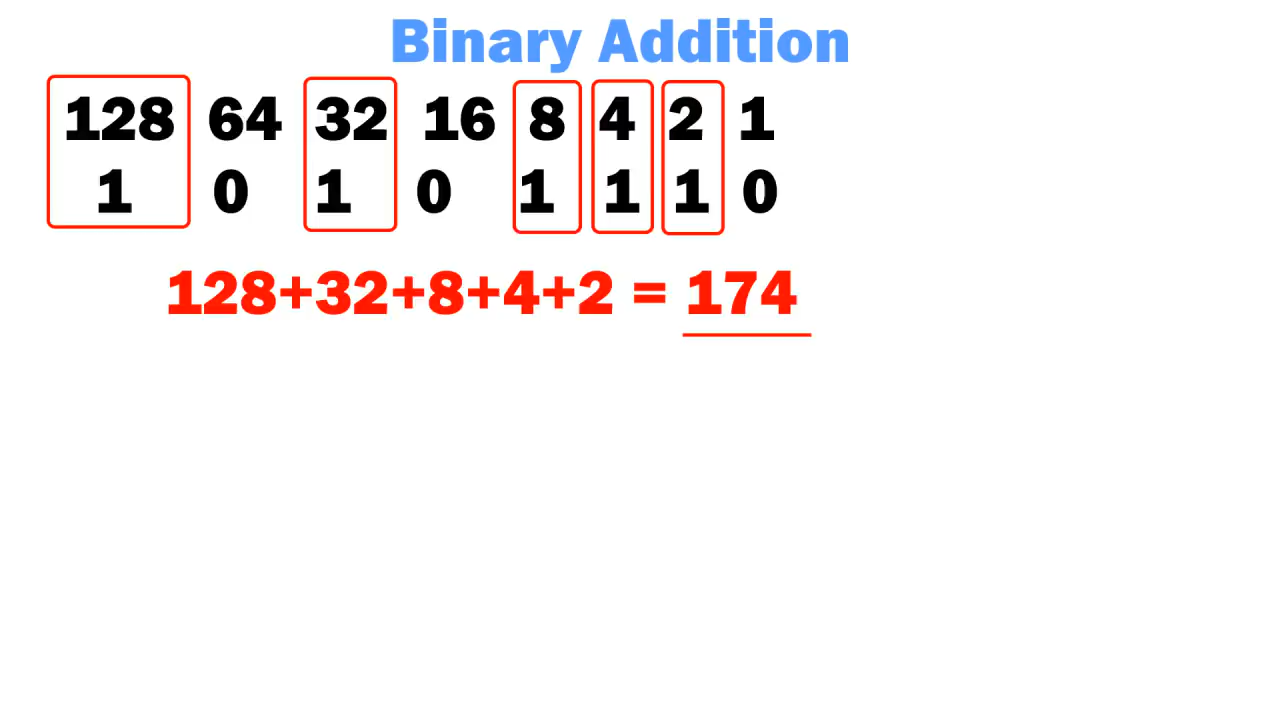 Binary Addition
128 64 32 16 8 4 2 1
1 0 1 0 1 1 1 0
128+32+8+4+2 = 174